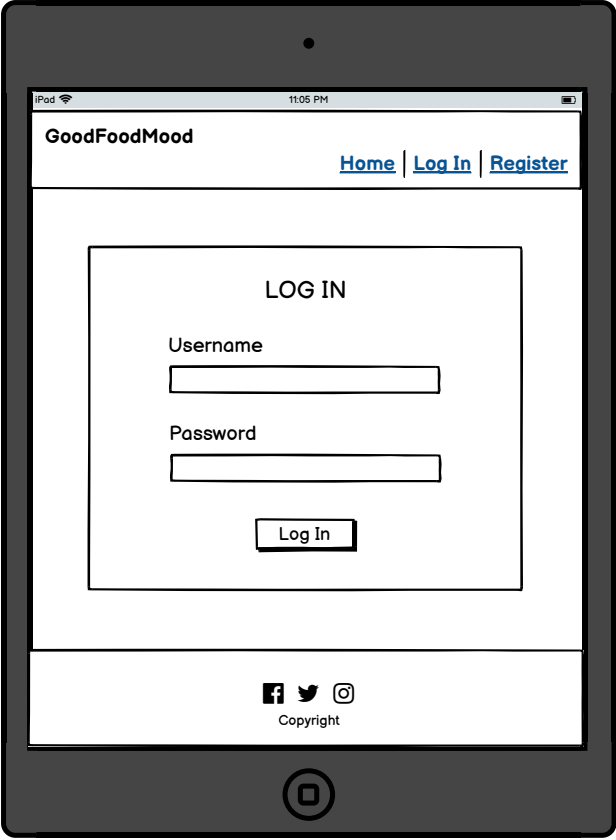 iPad 11:05 PM
GoodFoodMood
Home Log In Register
LOG IN
Username
Password
Log In
Copyright